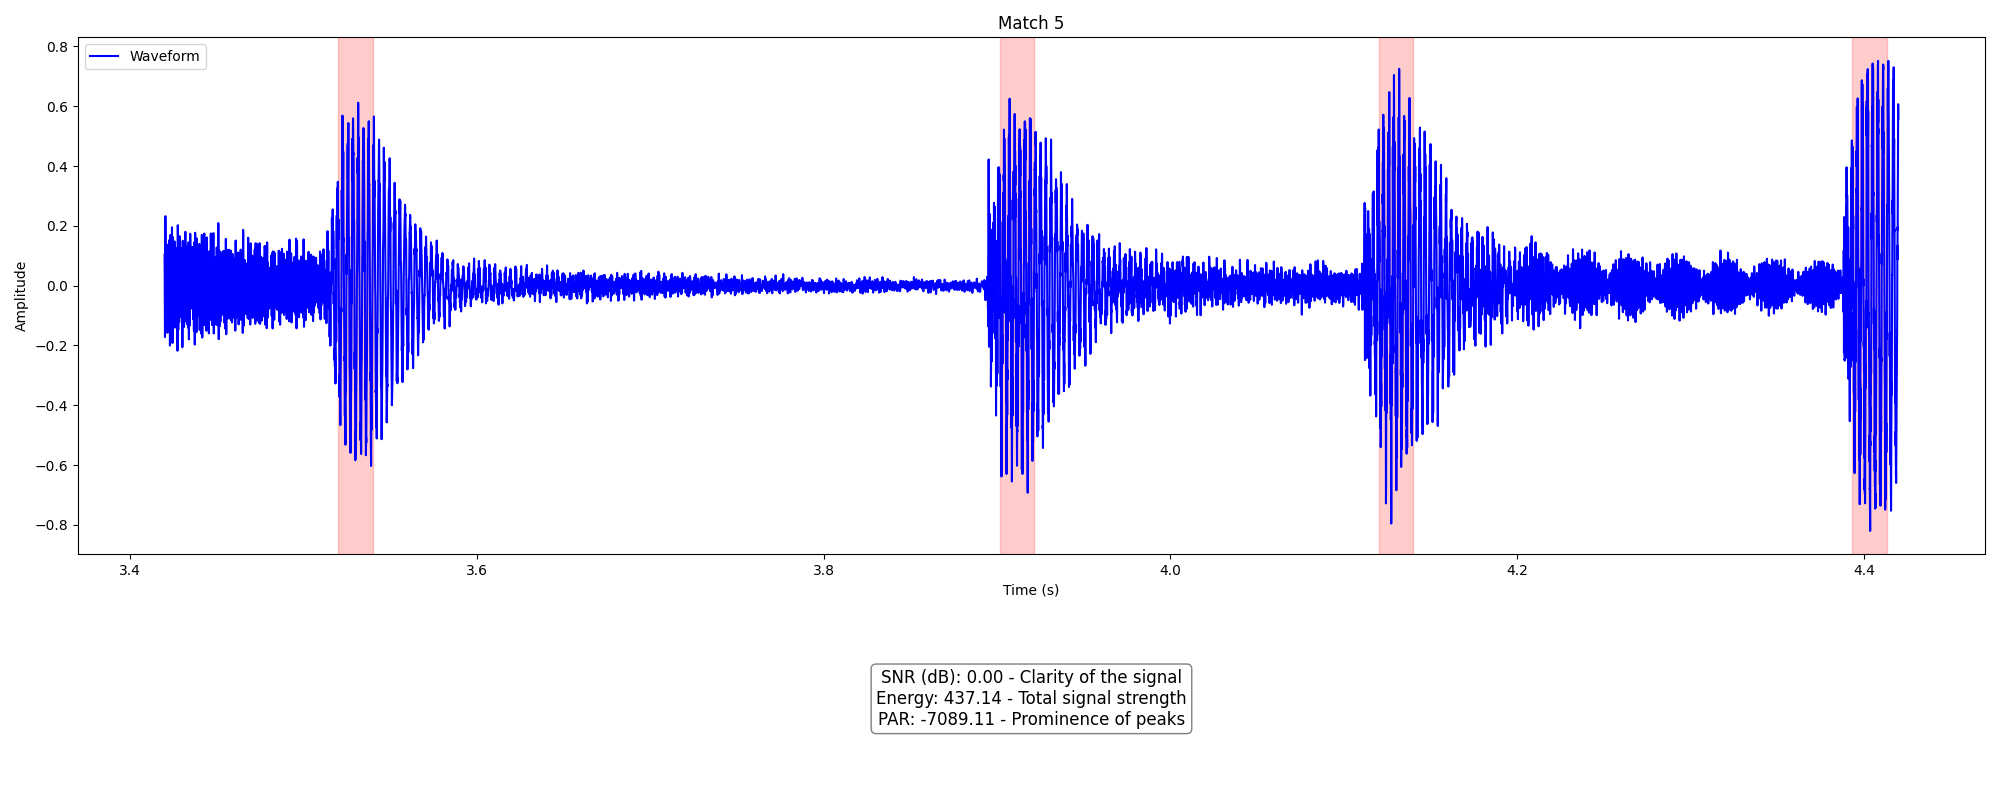 Match 5
Waveform
0.8
0.6
0.4
0.2
0.0
−0.2
−0.4
−0.6
−0.8
Amplitude
3.4
3.6
3.8
4.0
4.2
4.4
Time (s)
SNR (dB): 0.00 - Clarity of the signal
Energy: 437.14 - Total signal strength
PAR: -7089.11 - Prominence of peaks